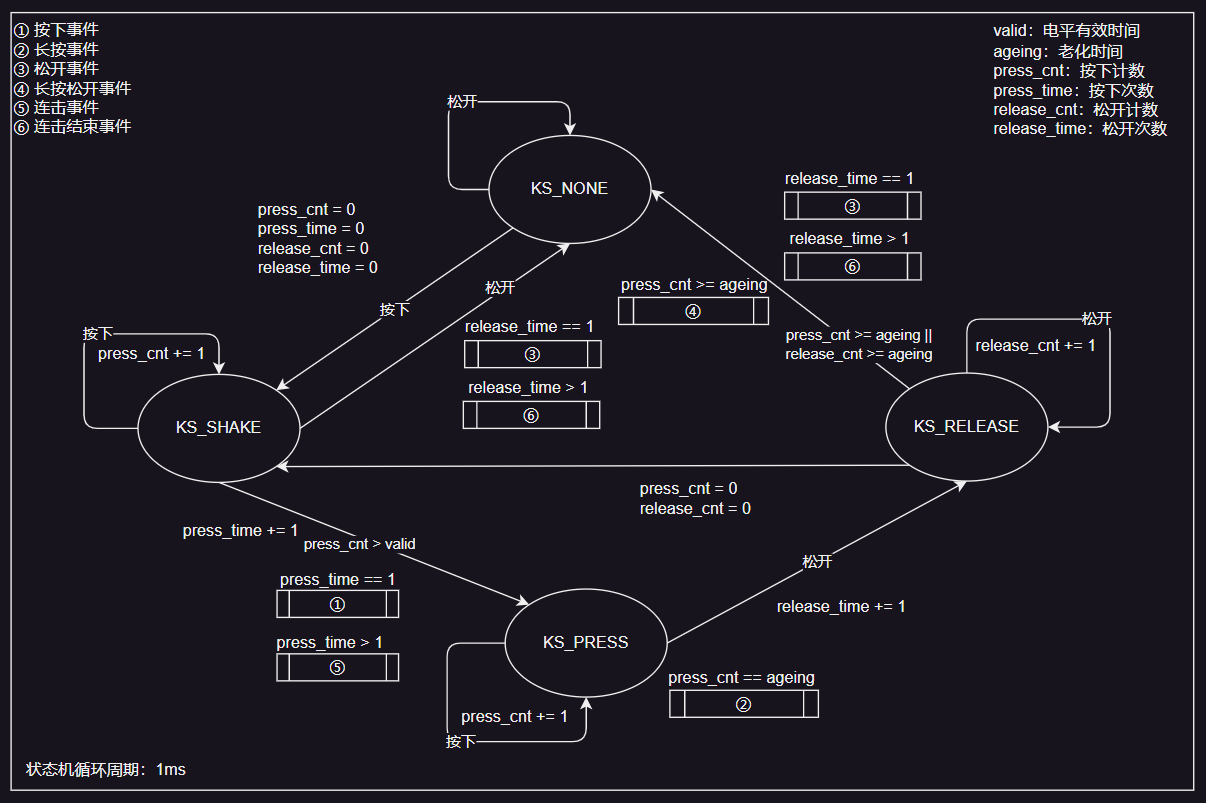 ① 按下事件
② 长按事件
③ 松开事件
④ 长按松开事件
⑤ 连击事件
⑥ 连击结束事件
valid：电平有效时间
ageing：老化时间
press_cnt：按下计数
press_time：按下次数
release_cnt：松开计数
release_time：松开次数
松开
KS_NONE
press_cnt = 0
press_time = 0
release_cnt = 0
release_time = 0
按下
松开
release_time == 1
③
release_time > 1
⑥
release_time == 1
③
release_time > 1
⑥
press_cnt >= ageing
④
press_cnt >= ageing ||
release_cnt >= ageing
按下
press_cnt += 1
KS_SHAKE
松开
release_cnt += 1
KS_RELEASE
press_cnt = 0
release_cnt = 0
press_time += 1
press_cnt > valid
press_time == 1
①
press_time > 1
⑤
松开
release_time += 1
KS_PRESS
press_cnt == ageing
②
press_cnt += 1
按下
状态机循环周期：1ms